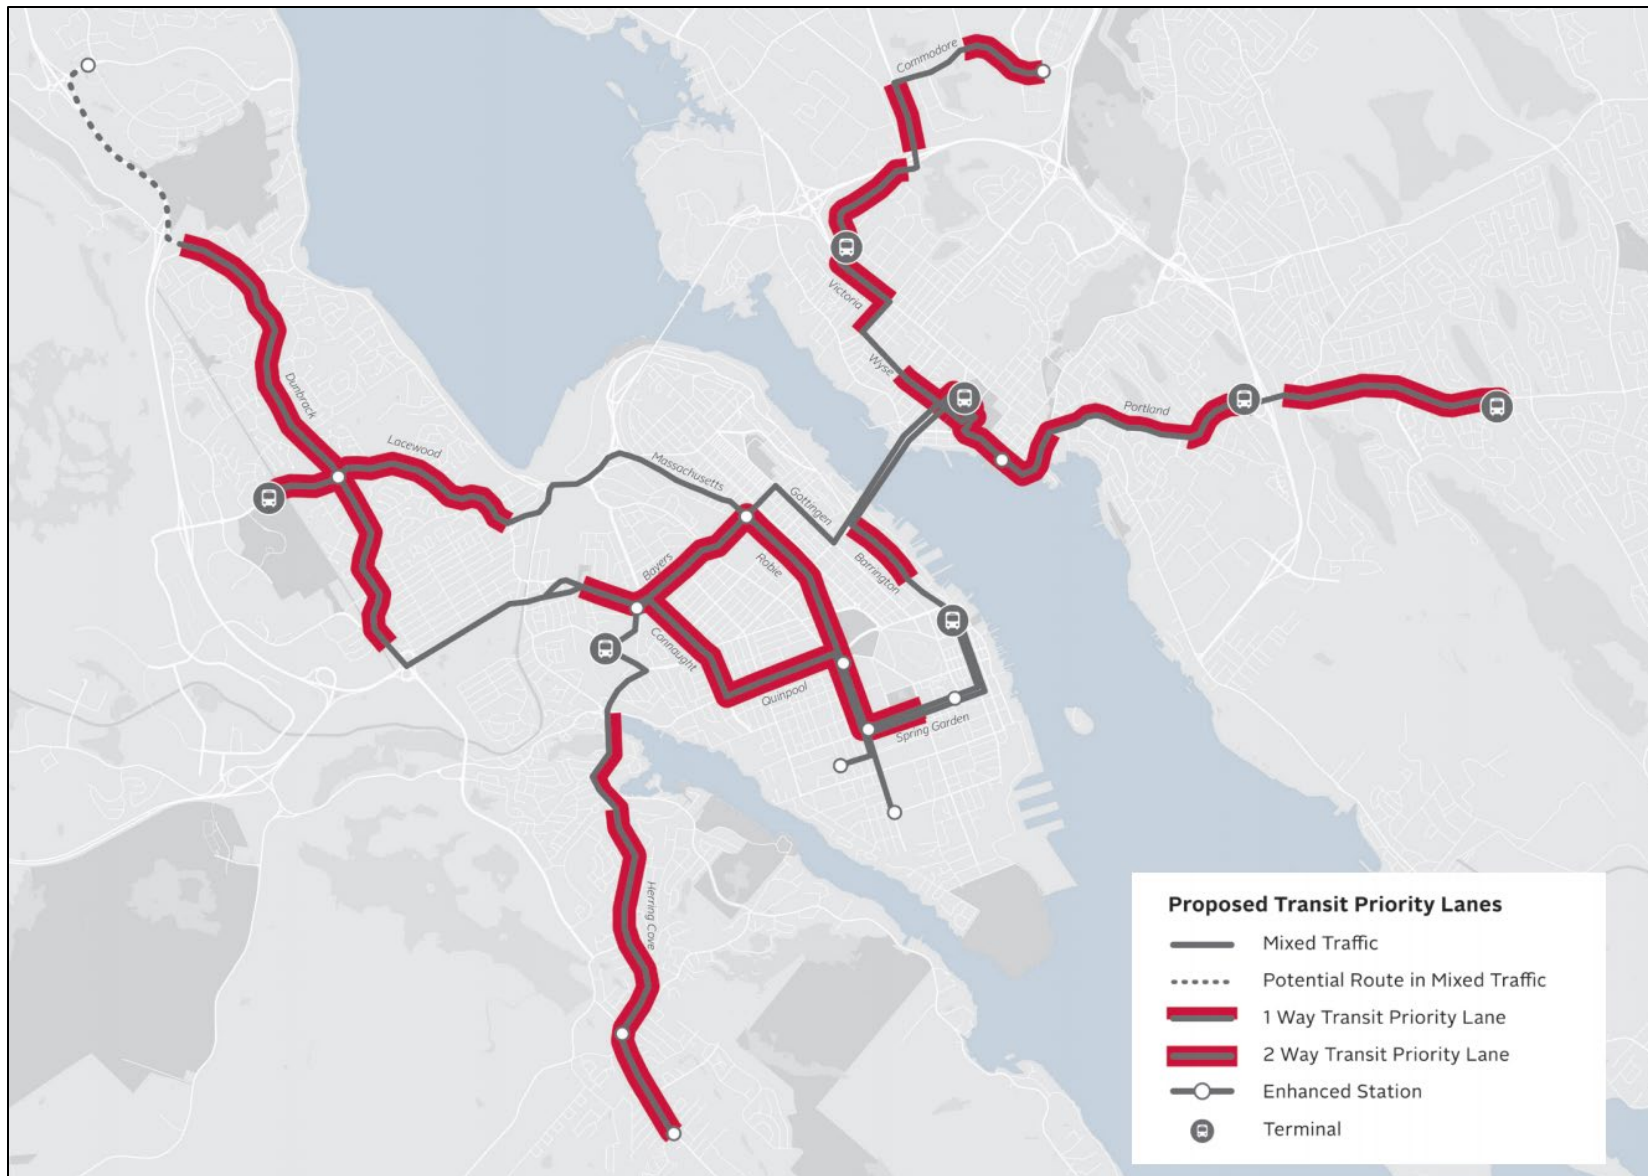 Commodore
Victoria
Wyse
Portland
Dunbrack
Lacewood
Massachusetts
Gottingen
Bayers
Robie
Barrington
Connaught
Quinpool
Spring Garden
Herring Cove
Proposed Transit Priority Lanes
Mixed Traffic
Potential Route in Mixed Traffic
1 Way Transit Priority Lane
2 Way Transit Priority Lane
Enhanced Station
Terminal